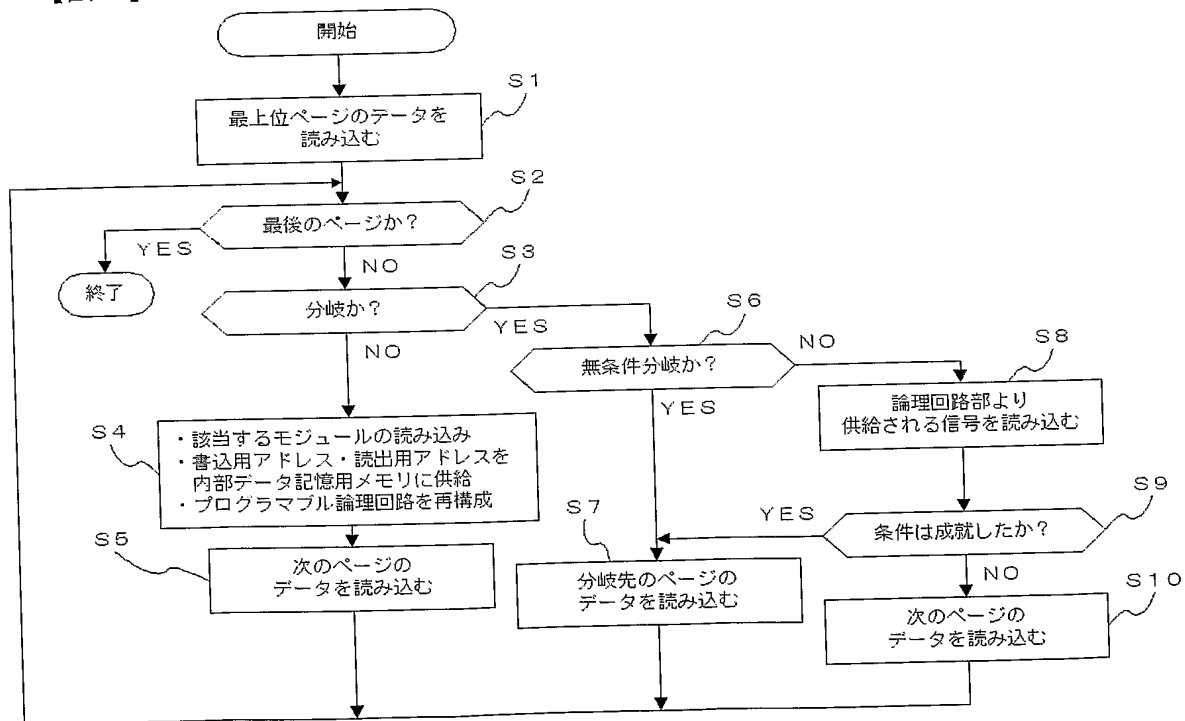 開始
S1
最上位ページのデータを
読み込む
S2
最後のページか?
YES
NO
終了
S3
分岐か?
YES
NO
S6
無条件分岐か?
NO
YES
S8
論理回路部より
供給される信号を読み込む
S4
・該当するモジュールの読み込み
・書込用アドレス・読出用アドレスを
内部データ記憶用メモリに供給
・プログラマブル論理回路を再構成
S9
条件は成就したか?
YES
NO
S5
次のページの
データを読み込む
S7
分岐先のページの
データを読み込む
S10
次のページの
データを読み込む